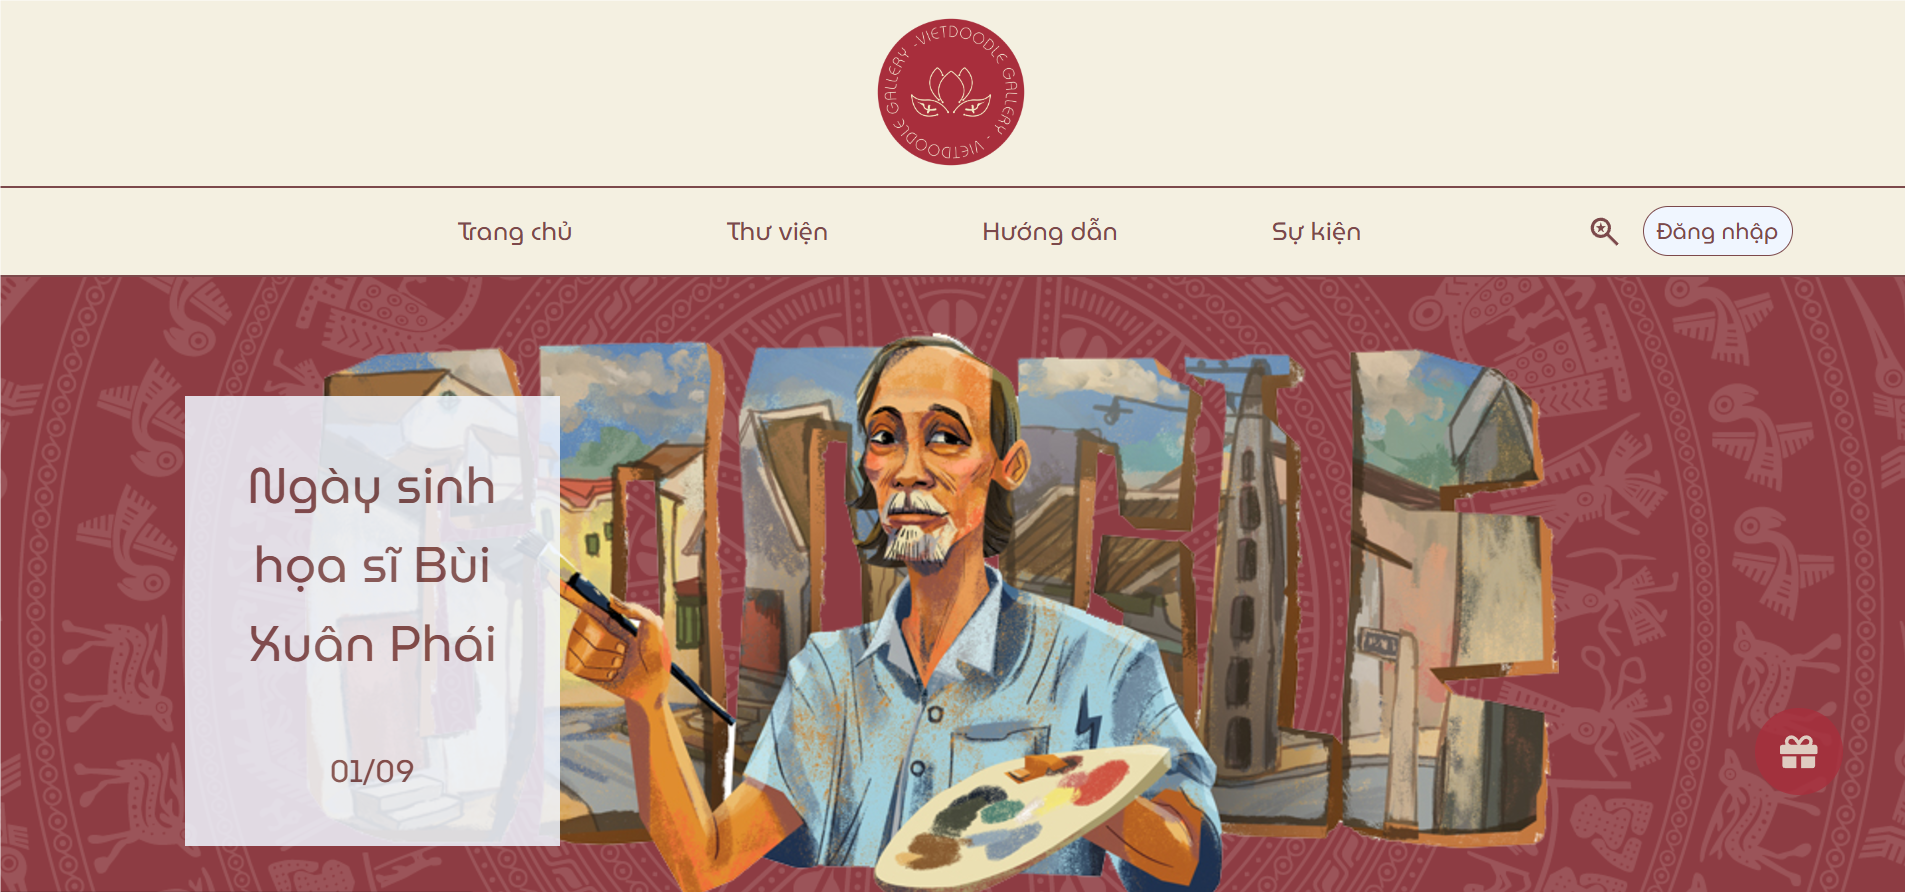 VIETDOODLE GALLERY - VIETDOODLE GALLERY -
Trang chủ
Thư viện
Hướng dẫn
Sự kiện
Đăng nhập
Ngày sinh
họa sĩ Bùi
Xuân Phái
01/09